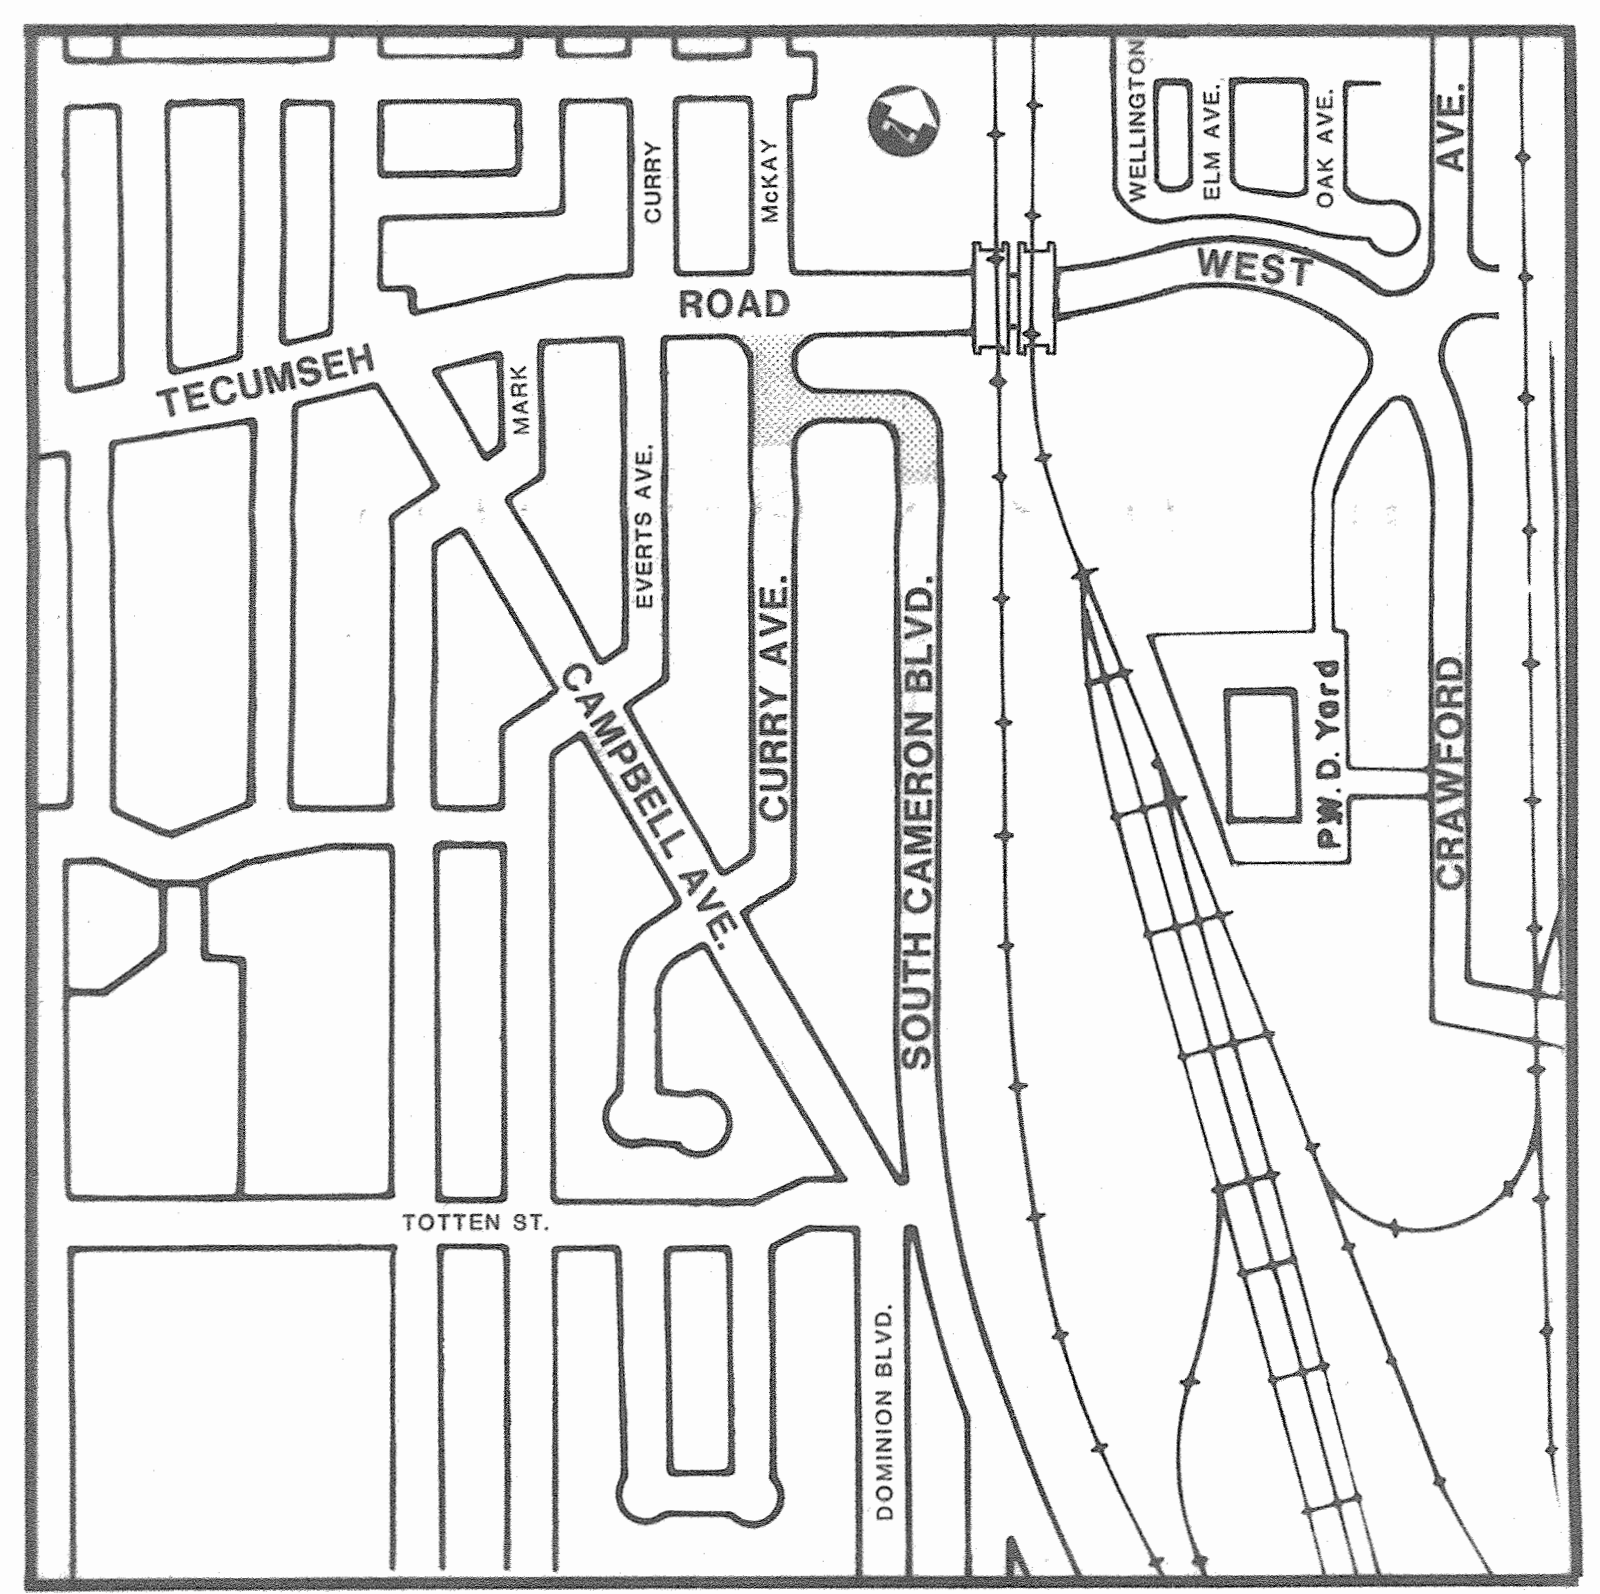 WELLINGTON
ELM AVE.
OAK AVE.
AVE.
CURRY
McKAY
N
WEST
ROAD
TECUMSEH
MARK
EVERTS AVE.
CURRY AVE.
SOUTH CAMERON BLVD.
CAMPBELL AVE.
P.W. D. Yard
CRAWFORD
TOTTEN ST.
DOMINION BLVD.